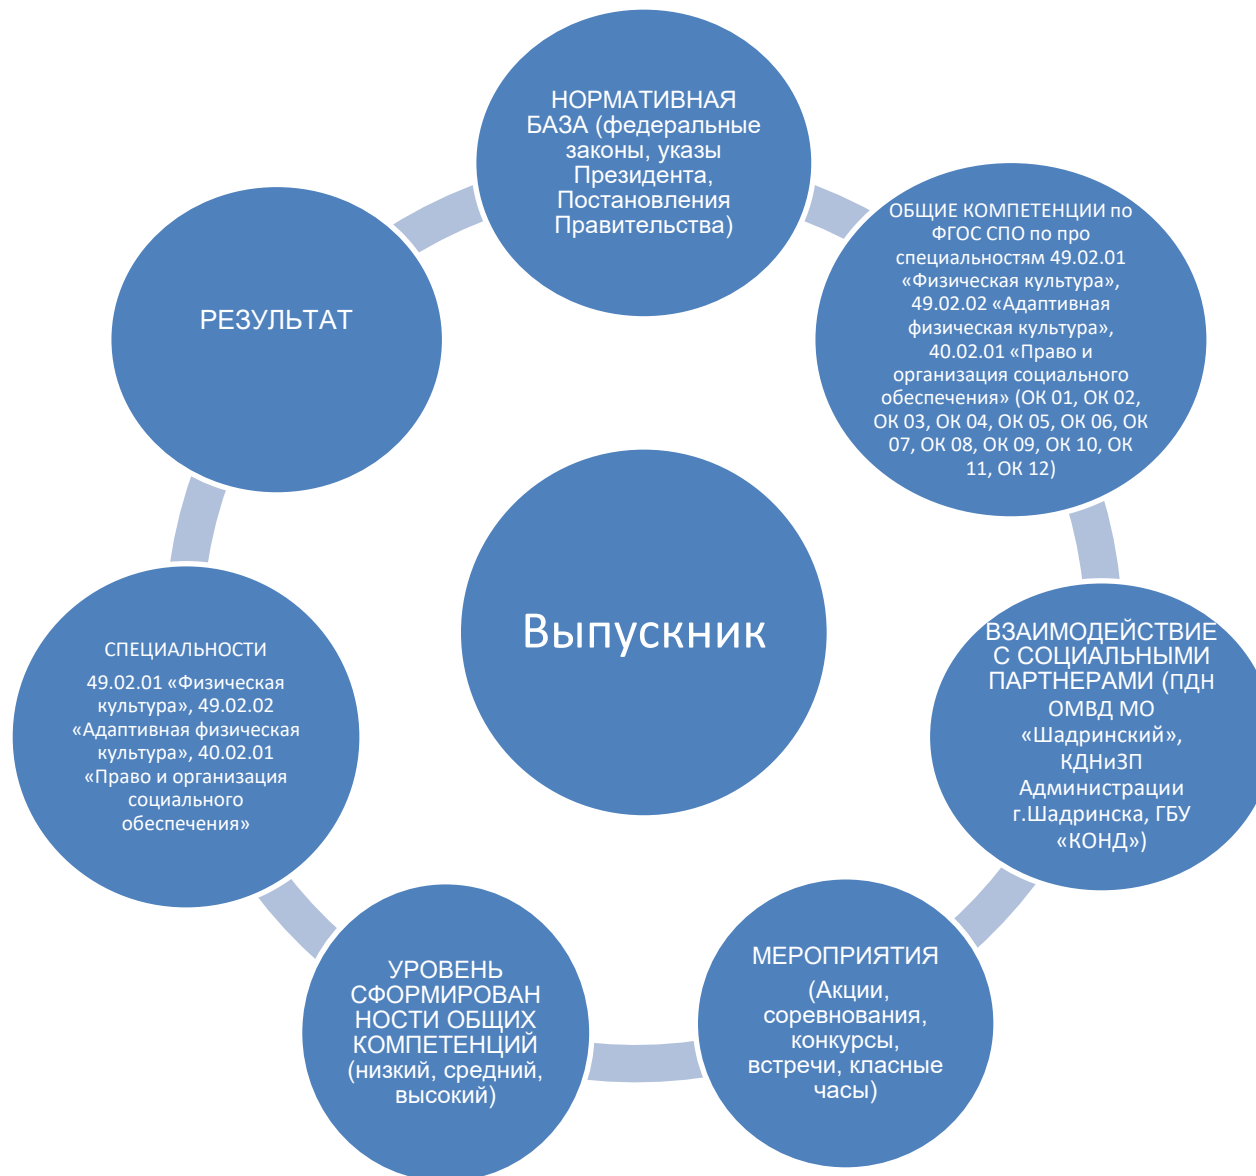 НОРМАТИВНАЯ
БАЗА (федеральные
законы, указы
Президента,
Постановления
Правительства)
ОБЩИЕ КОМПЕТЕНЦИИ по
ФГОС СПО по про
специальностям 49.02.01
«Физическая культура»,
49.02.02 «Адаптивная
физическая культура»,
40.02.01 «Право и
организация социального
обеспечения» (ОК 01, ОК 02,
ОК 03, ОК 04, ОК 05, ОК 06, ОК
07, ОК 08, ОК 09, ОК 10, ОК
11, ОК 12)
ВЗАИМОДЕЙСТВИЕ
С СОЦИАЛЬНЫМИ
ПАРТНЕРАМИ (ПДН
ОМВД МО
«Шадринский»,
КДНиЗП
Администрации
г.Шадринска, ГБУ
«КОНД»)
МЕРОПРИЯТИЯ
(Акции,
соревнования,
конкурсы,
встречи, класные
часы)
УРОВЕНЬ
СФОРМИРОВАН
НОСТИ ОБЩИХ
КОМПЕТЕНЦИЙ
(низкий, средний,
высокий)
СПЕЦИАЛЬНОСТИ
49.02.01 «Физическая
культура», 49.02.02
«Адаптивная физическая
культура», 40.02.01
«Право и организация
социального
обеспечения»
РЕЗУЛЬТАТ
Выпускник